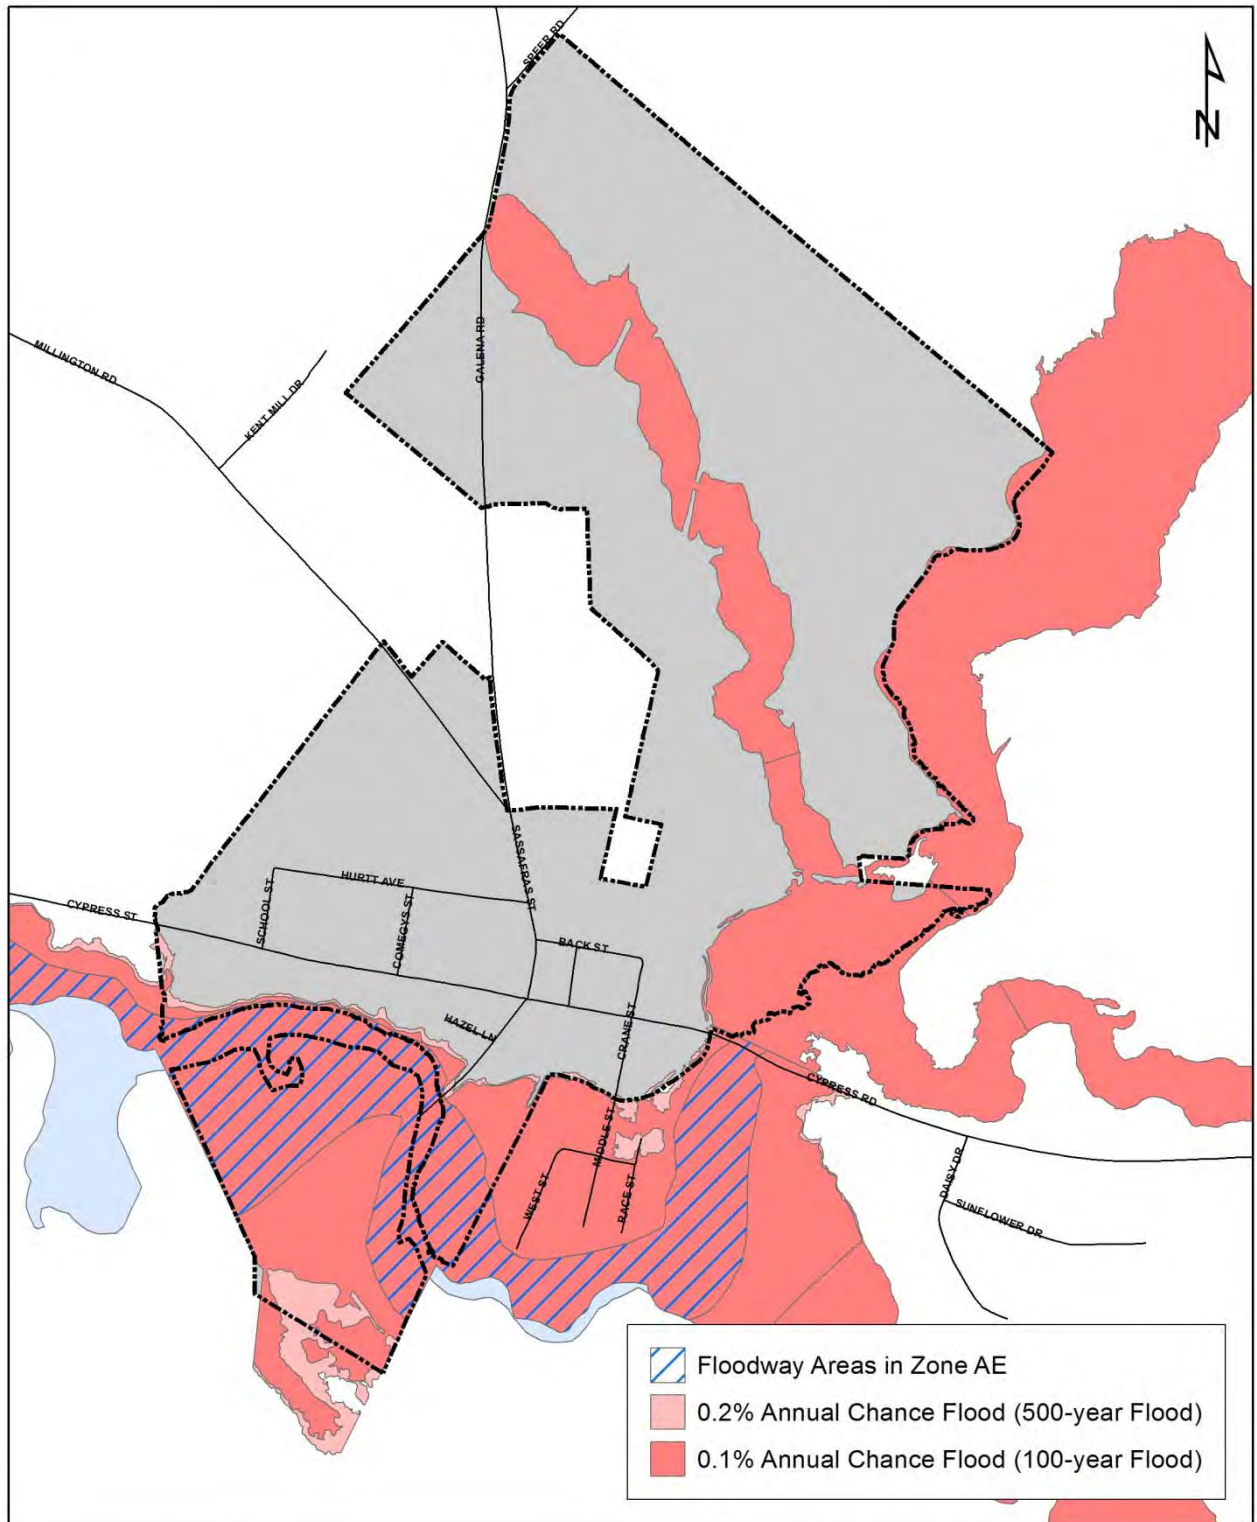 SPEER RD
N
GALENA RD
MILLINGTON RD
KENT MILL DR
SASSAFRAS ST
HURTT AVE
SCHOOL ST
COMEGYS ST
CYPRESS ST
BACK ST
HAZEL LN
CRANE ST
CYPRESS RD
MIDDLE ST
WEST ST
RACE ST
DAISY DR
SUNFLOWER DR
Floodway Areas in Zone AE
0.2% Annual Chance Flood (500-year Flood)
0.1% Annual Chance Flood (100-year Flood)